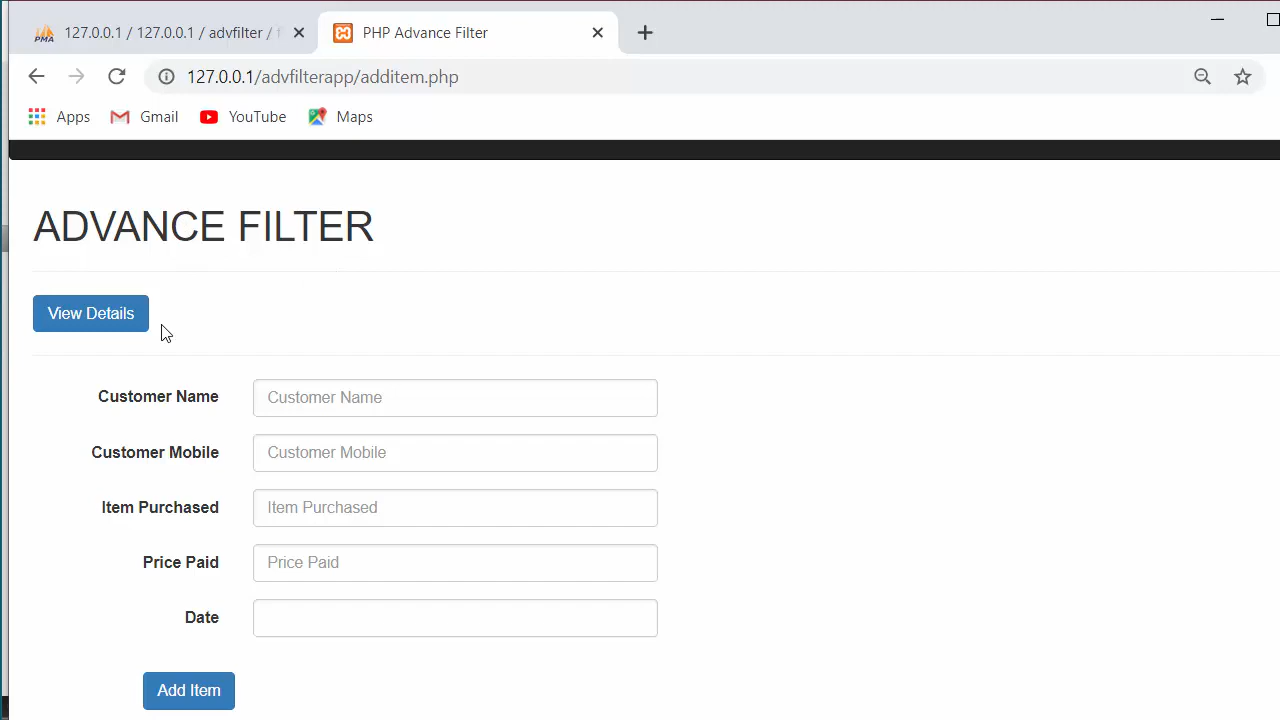 PMA 127.0.0.1 / 127.0.0.1 / advfilter / PHP Advance Filter
127.0.0.1/advfilterapp/additem.php
Apps Gmail YouTube Maps
ADVANCE FILTER
View Details
Customer Name Customer Name
Customer Mobile Customer Mobile
Item Purchased Item Purchased
Price Paid Price Paid
Date
Add Item